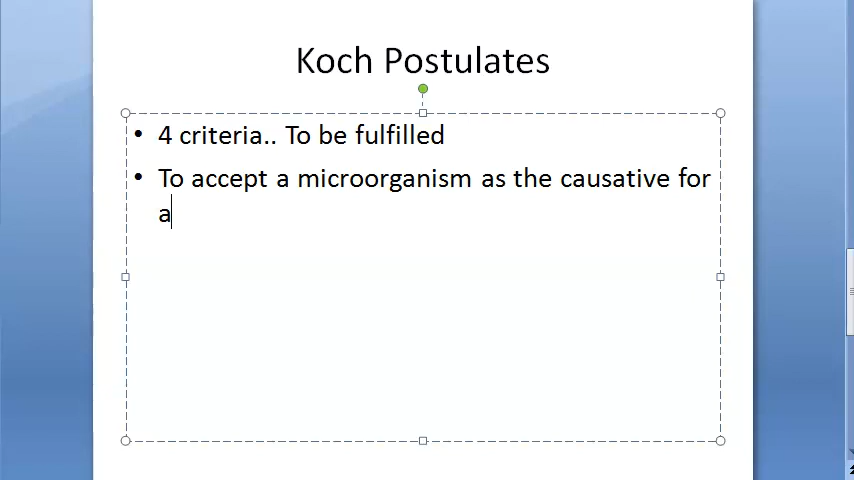 Koch Postulates
• 4 criteria.. To be fulfilled
• To accept a microorganism as the causative for
a